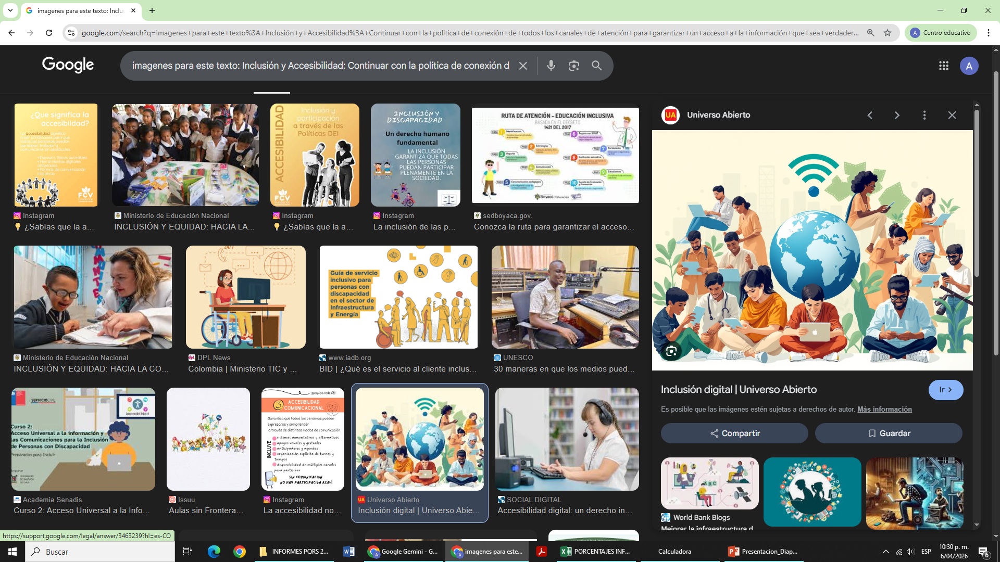 imagenes para este texto: Inclus
google.com/search?q=imagenes+para+este+texto%3A+Inclusión+y+Accesibilidad%3A+Continuar+con+la+política+de+conexión+de+todos+los+canales+de+atención+para+garantizar+un+acceso+a+la+información+que+sea+verdader...
A Centro educativo
Google
imagenes para este texto: Inclusión y Accesibilidad: Continuar con la política de conexión d
A
¿Que significa la
accesibilidad?
FCV
Instagram
¿Sabías que la a...
Ministerio de Educación Nacional
INCLUSIÓN Y EQUIDAD: HACIA LA...
ACCESIBILIDAD
Inclusión y
participación
a través de las
Políticas DEI
FCV
Instagram
¿Sabías que la a...
INCLUSIÓN Y
DISCAPACIDAD
Un derecho humano
fundamental
LA INCLUSIÓN
GARANTIZA QUE TODAS
LAS PERSONAS
PUEDAN PARTICIPAR
PLENAMENTE EN LA
SOCIEDAD.
Instagram
La inclusión de las p...
RUTA DE ATENCIÓN - EDUCACIÓN INCLUSIVA
BASADA EN EL DECRETO
1421 DEL 2017
Boyacá
Educación
sedboyaca.gov.
Conozca la ruta para garantizar el acceso...
Ministerio de Educación Nacional
INCLUSIÓN Y EQUIDAD: HACIA LA CO...
24/7
dpl DPL News
Colombia | Ministerio TIC y ...
Guía de servicio
inclusivo para
personas con
discapacidad
en el sector de
Infraestructura
y Energía
www.iadb.org
BID | ¿Qué es el servicio al cliente inclus...
UNESCO
30 maneras en que los medios pued...
SERVICIO CIVIL
Accesibilidad
Curso 2:
Acceso Universal a la información y
las Comunicaciones para la Inclusión
de Personas con Discapacidad
Preparados para Incluir
Imparte
Academia Senadis
Curso 2: Acceso Universal a la Info...
Issuu
Aulas sin Frontera...
@equipo.redes
3 ACCESIBILIDAD
COMUNICACIONAL
Garantiza que todas las personas puedan
expresarse y comprender
a través de distintos modos de comunicación.
INCLUYE
sistemas aumentativos y alternativos
apoyos visuales y gestuales
anticipadores y agendas
organización explícita de turnos y
tiempos
disponibilidad de múltiples canales
para participar
SIN COMUNICACIÓN
NO HAY PARTICIPACIÓN REAL!
Instagram
La accesibilidad no...
UA Universo Abierto
Inclusión digital | Universo Abie...
SOCIAL DIGITAL
Accesibilidad digital: un derecho in...
UA Universo Abierto
Inclusión digital | Universo Abierto
Ir
Es posible que las imágenes estén sujetas a derechos de autor. Más información
Compartir
Guardar
ABC
World Bank Blogs
Mejorar la infraestructura d
https://support.google.com/legal/answer/3463239?hl=es-CO
Buscar
INFORMES PQRS 2...
Google Gemini - G...
imagenes para este...
PORCENTAJES INF...
Calculadora
Presentacion_Diap...
ESP
10:30 p. m.
6/04/2026
6